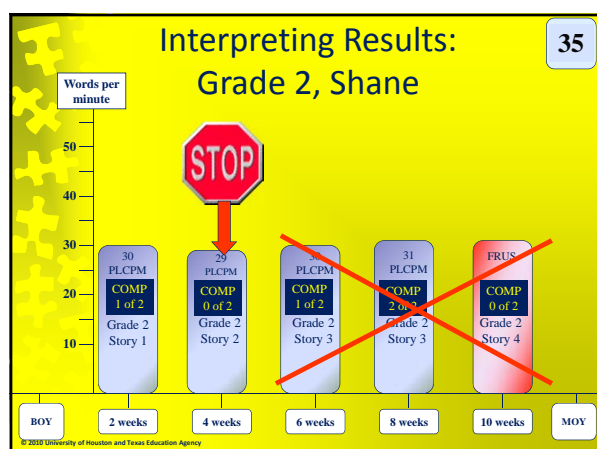 Interpreting Results:
Grade 2, Shane
35
Words per
minute
50
40
30
20
10
STOP
30
PLCPM
COMP
1 of 2
Grade 2
Story 1
29
PLCPM
COMP
0 of 2
Grade 2
Story 2
30
PLCPM
COMP
1 of 2
Grade 2
Story 3
31
PLCPM
COMP
2 of 2
Grade 2
Story 3
FRUS
COMP
0 of 2
Grade 2
Story 4
BOY
2 weeks
4 weeks
6 weeks
8 weeks
10 weeks
MOY
© 2010 University of Houston and Texas Education Agency